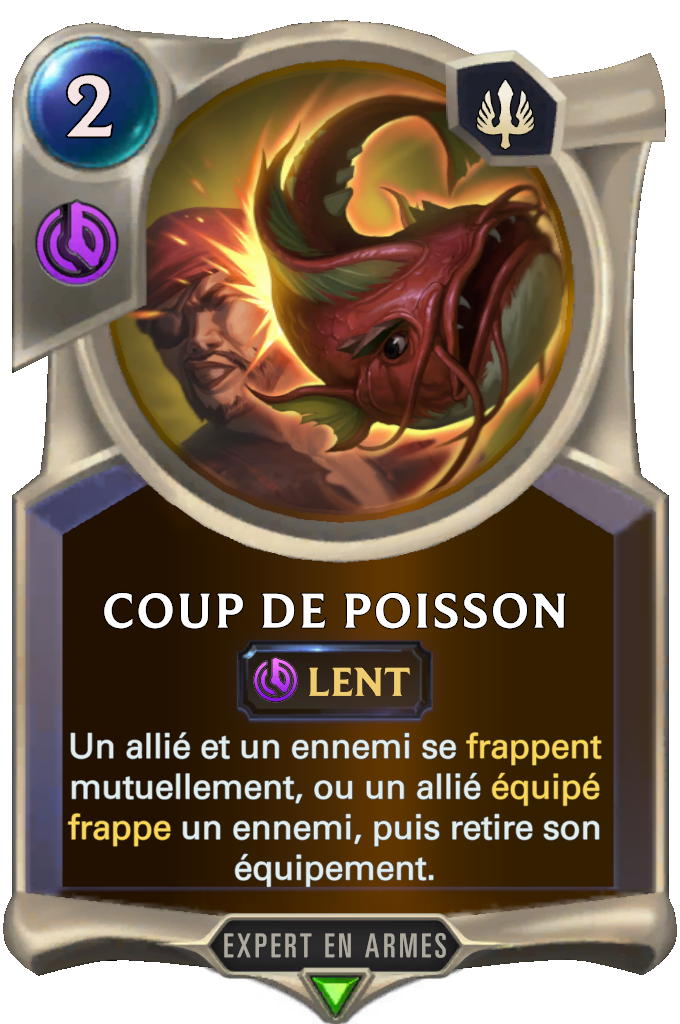 2
COUP DE POISSON
LENT
Un allié et un ennemi se frappent
mutuellement, ou un allié équipé
frappe un ennemi, puis retire son
équipement.
EXPERT EN ARMES